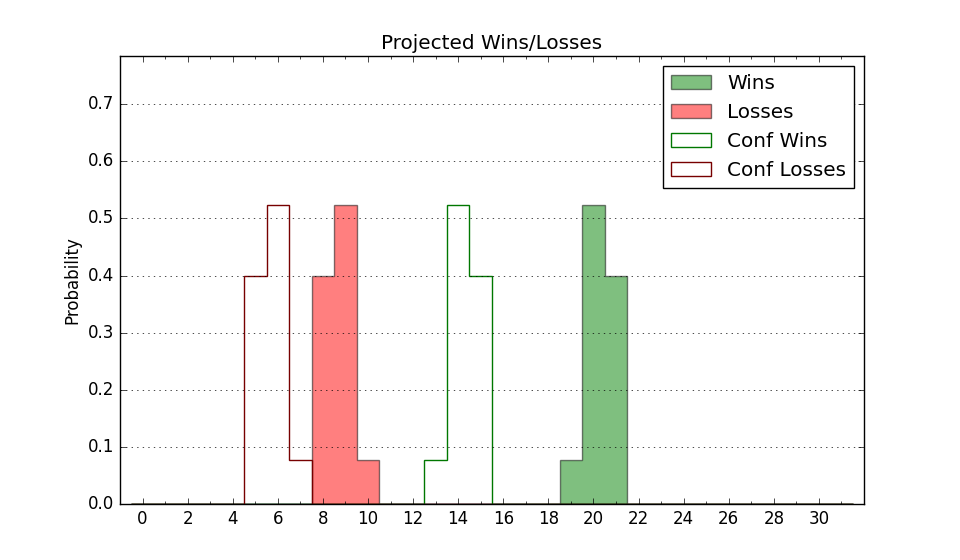 Projected Wins/Losses
Wins
Losses
Conf Wins
Conf Losses
Probability
0.7
0.6
0.5
0.4
0.3
0.2
0.1
0.0
0 2 4 6 8 10 12 14 16 18 20 22 24 26 28 30